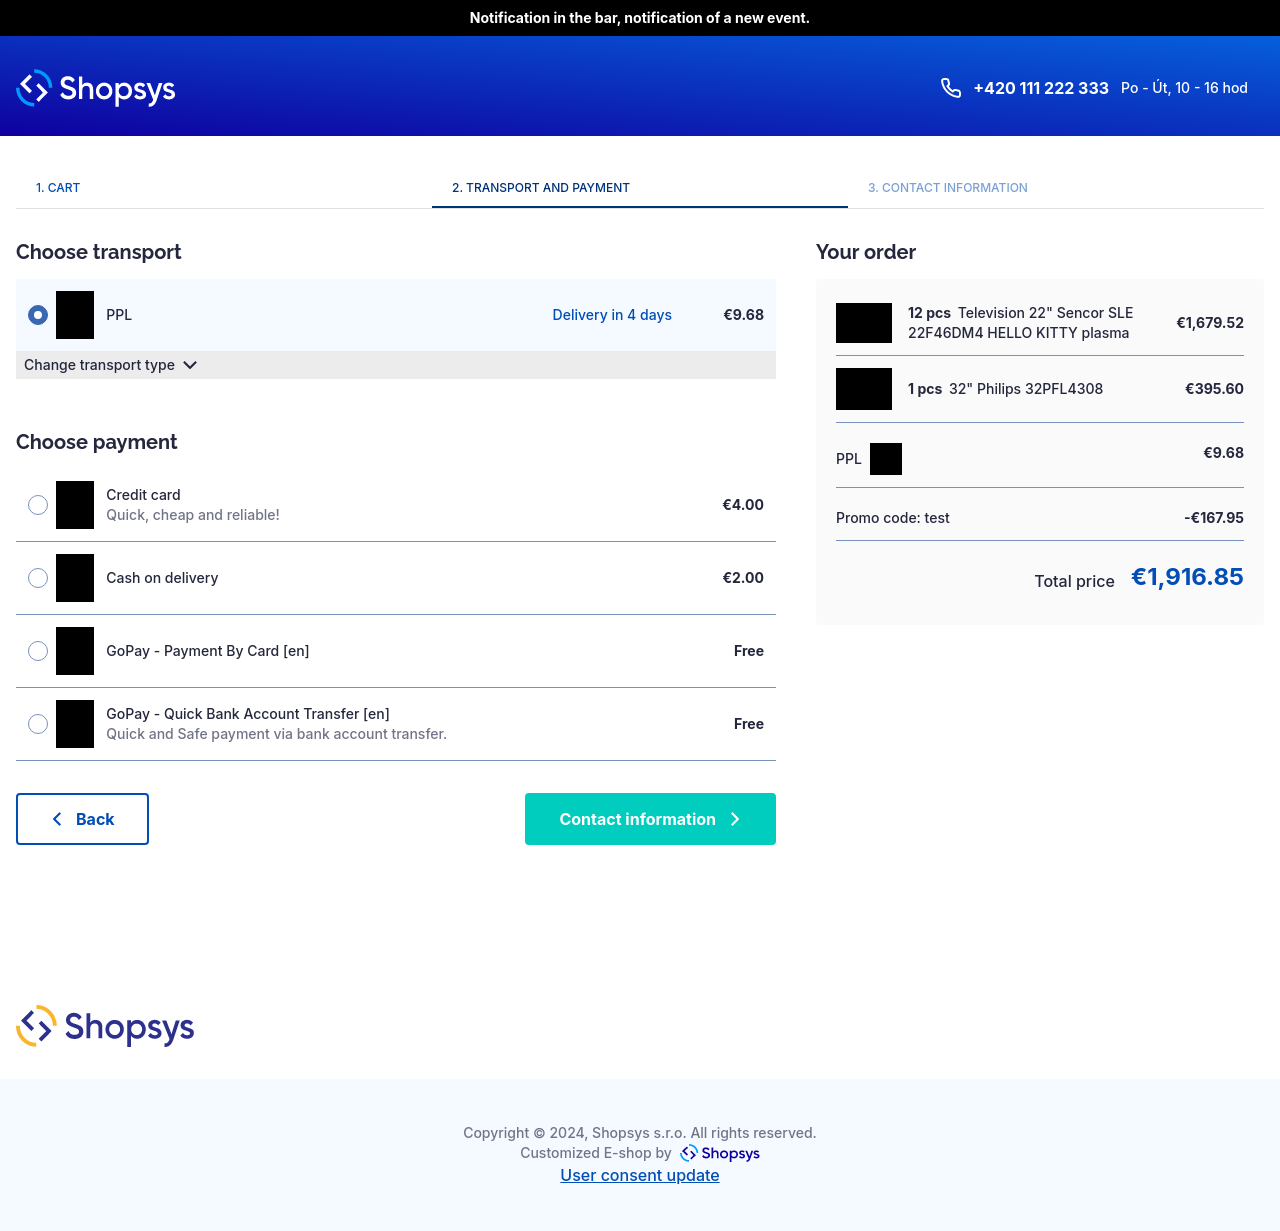 Notification in the bar, notification of a new event.
Shopsys
+420 111 222 333 Po - Út, 10 - 16 hod
1. CART
2. TRANSPORT AND PAYMENT
3. CONTACT INFORMATION
Choose transport
PPL Delivery in 4 days €9.68
Change transport type
Choose payment
Credit card
Quick, cheap and reliable!
€4.00
Cash on delivery €2.00
GoPay - Payment By Card [en] Free
GoPay - Quick Bank Account Transfer [en]
Quick and Safe payment via bank account transfer.
Free
Back
Contact information
Your order
12 pcs Television 22" Sencor SLE
22F46DM4 HELLO KITTY plasma
€1,679.52
1 pcs 32" Philips 32PFL4308 €395.60
PPL €9.68
Promo code: test -€167.95
Total price €1,916.85
Shopsys
Copyright © 2024, Shopsys s.r.o. All rights reserved.
Customized E-shop by Shopsys
User consent update